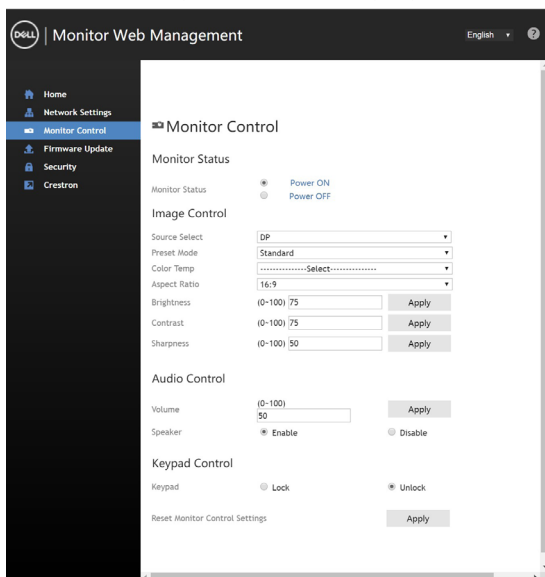 DELL | Monitor Web Management
English
?
Home
Network Settings
Monitor Control
Firmware Update
Security
Crestron
Monitor Control
Monitor Status
Monitor Status
Power ON
Power OFF
Image Control
Source Select DP
Preset Mode Standard
Color Temp ---------------Select---------------
Aspect Ratio 16:9
Brightness (0~100) 75 Apply
Contrast (0~100) 75 Apply
Sharpness (0~100) 50 Apply
Audio Control
(0~100)
Volume 50 Apply
Speaker Enable Disable
Keypad Control
Keypad Lock Unlock
Reset Monitor Control Settings Apply